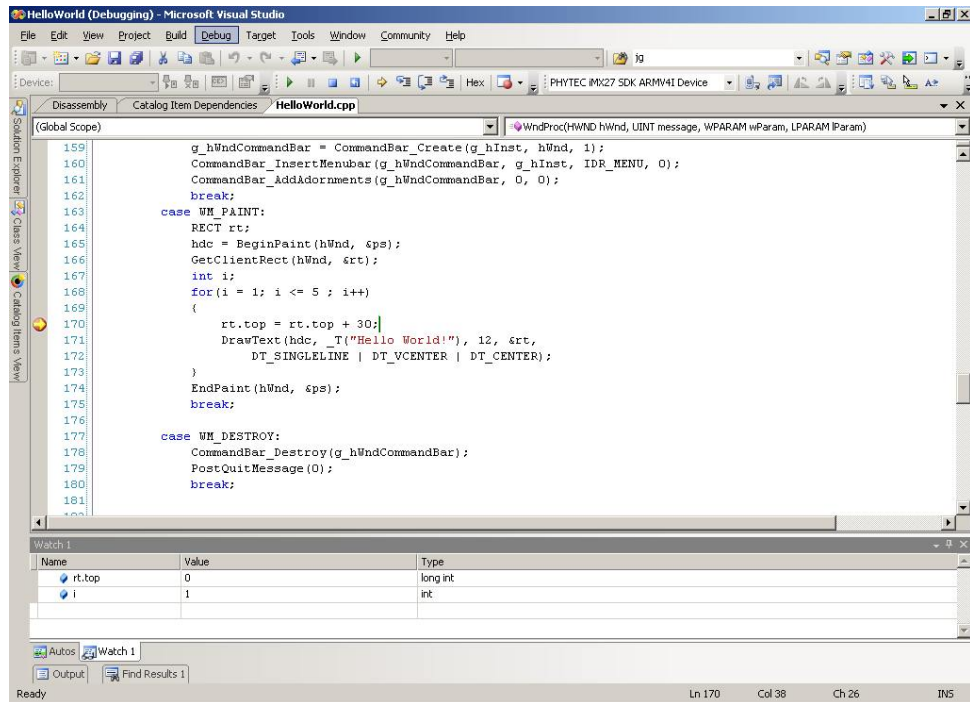 HelloWorld (Debugging) - Microsoft Visual Studio
File Edit View Project Build Debug Target Tools Window Community Help
jg
Device: Hex PHYTEC iMX27 SDK ARMV4I Device
Disassembly Catalog Item Dependencies HelloWorld.cpp
(Global Scope) WndProc(HWND hWnd, UINT message, WPARAM wParam, LPARAM lParam)
Solution Explorer
Class View
Catalog Items View
159 g_hWndCommandBar = CommandBar_Create(g_hInst, hWnd, 1);
160 CommandBar_InsertMenubar(g_hWndCommandBar, g_hInst, IDR_MENU, 0);
161 CommandBar_AddAdornments(g_hWndCommandBar, 0, 0);
162 break;
163 case WM_PAINT:
164 RECT rt;
165 hdc = BeginPaint(hWnd, &ps);
166 GetClientRect(hWnd, &rt);
167 int i;
168 for(i = 1; i <= 5 ; i++)
169 {
170 rt.top = rt.top + 30;
171 DrawText(hdc, _T("Hello World!"), 12, &rt,
172 DT_SINGLELINE | DT_VCENTER | DT_CENTER);
173 }
174 EndPaint(hWnd, &ps);
175 break;
176
177 case WM_DESTROY:
178 CommandBar_Destroy(g_hWndCommandBar);
179 PostQuitMessage(0);
180 break;
181
Watch 1
Name Value Type
rt.top 0 long int
i 1 int
Autos Watch 1
Output Find Results 1
Ready Ln 170 Col 38 Ch 26 INS